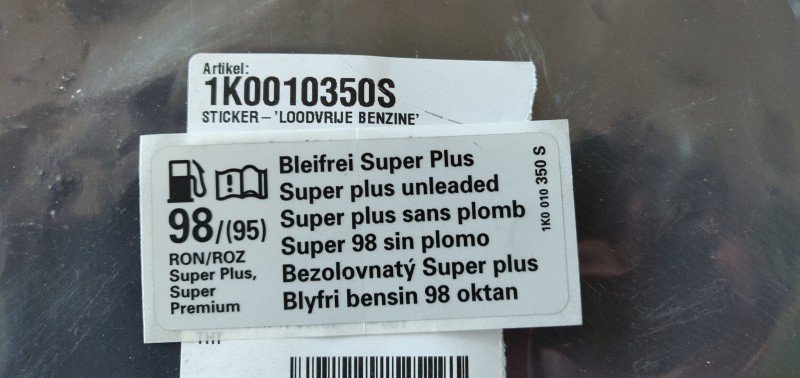 Artikel:
1K0010350S
STICKER – 'LOODVRIJE BENZINE'
98/(95)
RON/ROZ
Super Plus,
Super
Premium
Bleifrei Super Plus
Super plus unleaded
Super plus sans plomb
Super 98 sin plomo
Bezolovnatý Super plus
Blyfri bensin 98 oktan
1K0 010 350 S